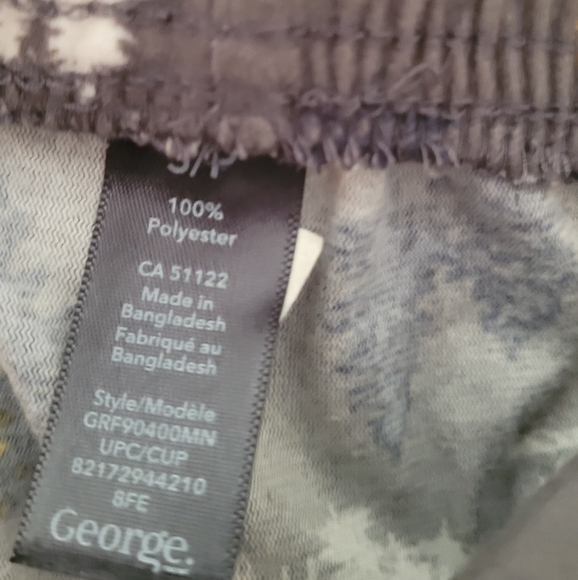 S/P
100%
Polyester
CA 51122
Made in
Bangladesh
Fabriqué au
Bangladesh
Style/Modèle
GRF90400MN
UPC/CUP
82172944210
8FE
George.